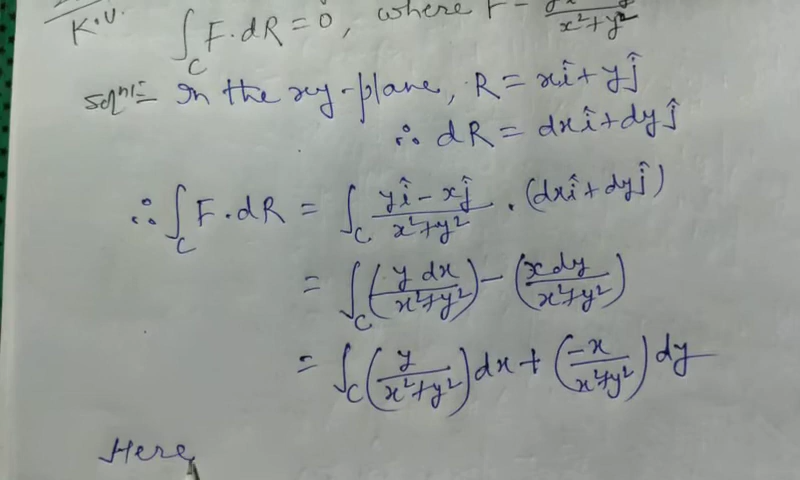 K.U. ∫_C F.dR = 0, where F =
x²+y²
Solⁿ:- In the xy-plane, R = xî + yĵ
∴ dR = dxî + dyĵ
∴ ∫_C F.dR = ∫_C (yî - xĵ)/(x²+y²) . (dxî + dyĵ)
= ∫_C (y dx/(x²+y²)) - (x dy/(x²+y²))
= ∫_C (y/(x²+y²)) dx + (-x/(x²+y²)) dy
Here,